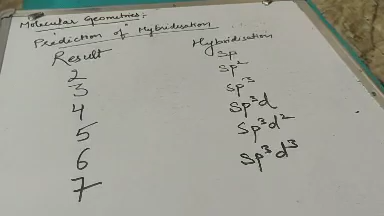 Molecular Geometries:-
Prediction of Hybridisation
Result Hybridisation
2 sp
3 sp²
4 sp³
5 sp³d
6 sp³d²
7 sp³d³